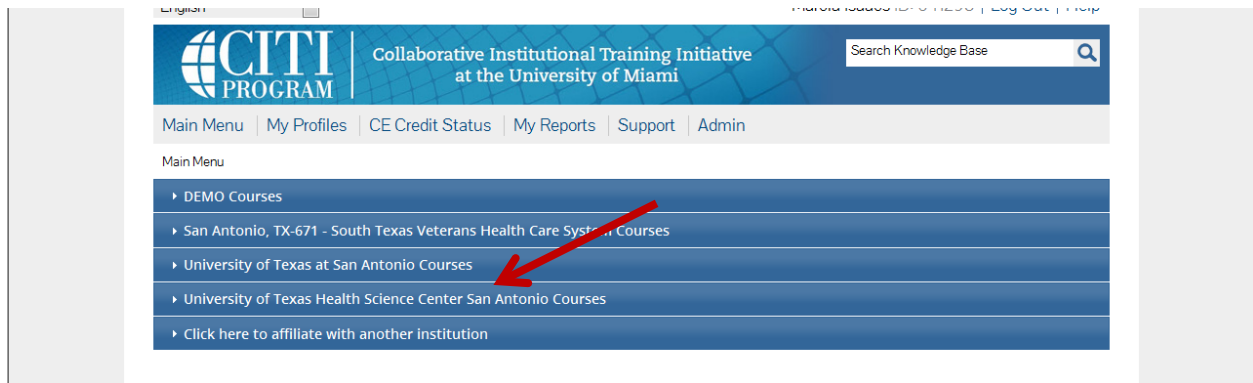 English
Log Out | Help
CITI
PROGRAM
Collaborative Institutional Training Initiative
at the University of Miami
Search Knowledge Base
Main Menu | My Profiles | CE Credit Status | My Reports | Support | Admin
Main Menu
DEMO Courses
San Antonio, TX-671 - South Texas Veterans Health Care System Courses
University of Texas at San Antonio Courses
University of Texas Health Science Center San Antonio Courses
Click here to affiliate with another institution